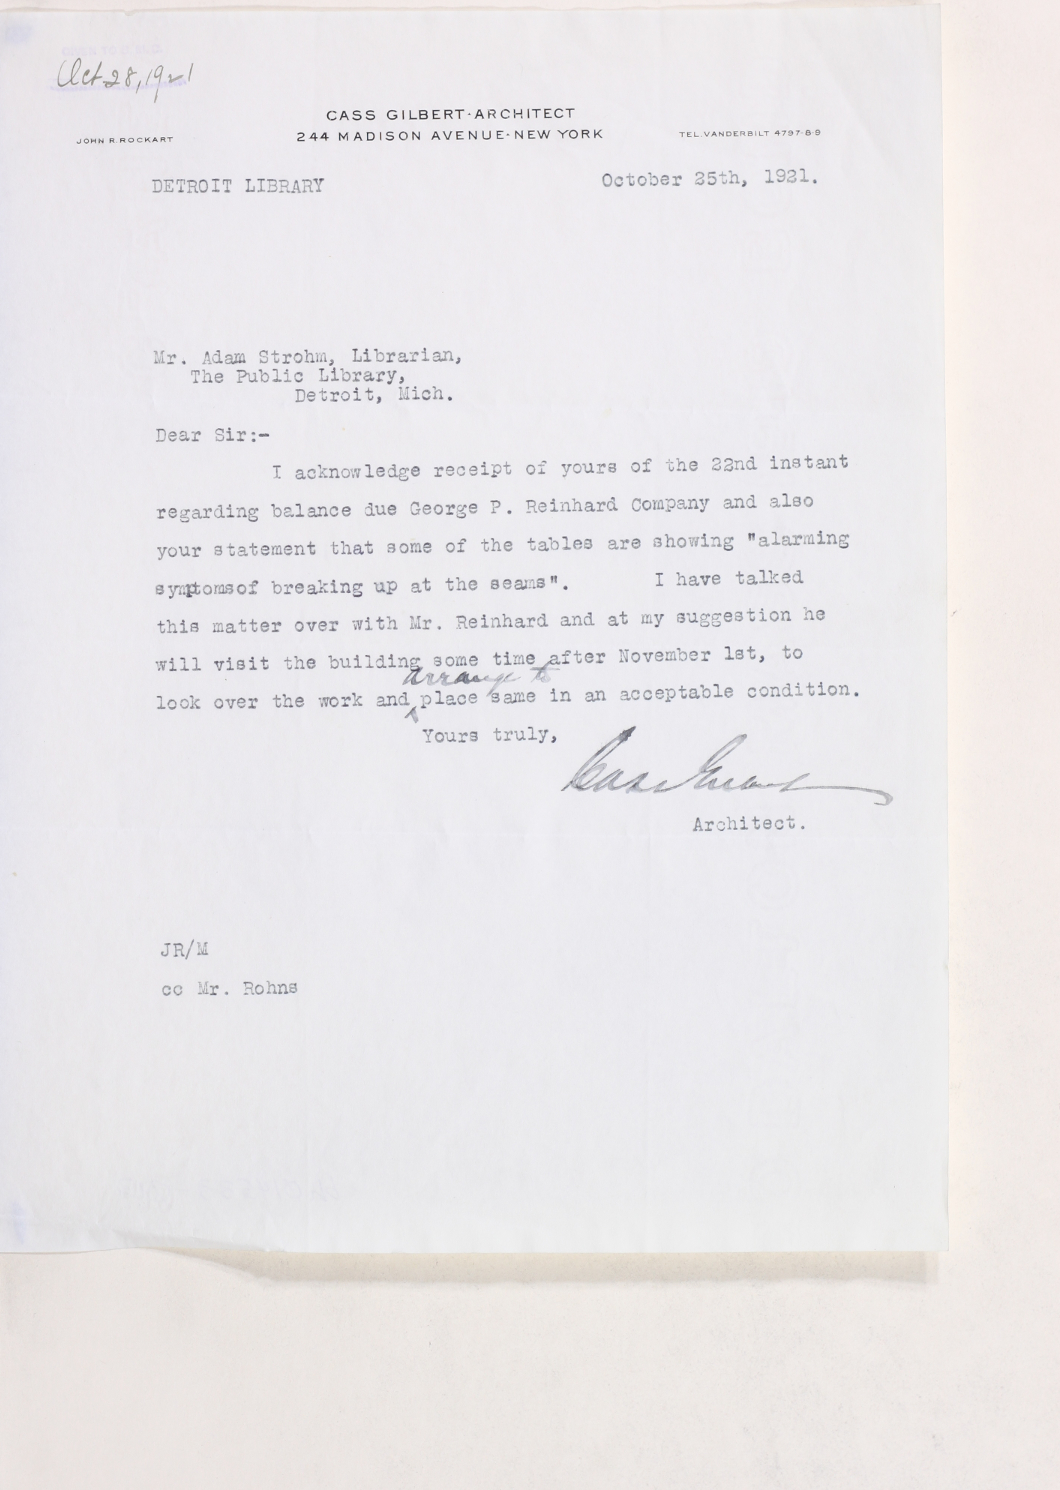 Oct 28, 1921
CASS GILBERT·ARCHITECT
244 MADISON AVENUE·NEW YORK
JOHN R. ROCKART
TEL. VANDERBILT 4797-8-9
DETROIT LIBRARY
October 25th, 1921.
Mr. Adam Strohm, Librarian,
The Public Library,
Detroit, Mich.
Dear Sir:-
I acknowledge receipt of yours of the 22nd instant
regarding balance due George P. Reinhard Company and also
your statement that some of the tables are showing "alarming
symptomsof breaking up at the seams". I have talked
this matter over with Mr. Reinhard and at my suggestion he
will visit the building some time after November 1st, to
arrange to
look over the work and place same in an acceptable condition.
Yours truly,
Cass Gilbert
Architect.
JR/M
cc Mr. Rohns